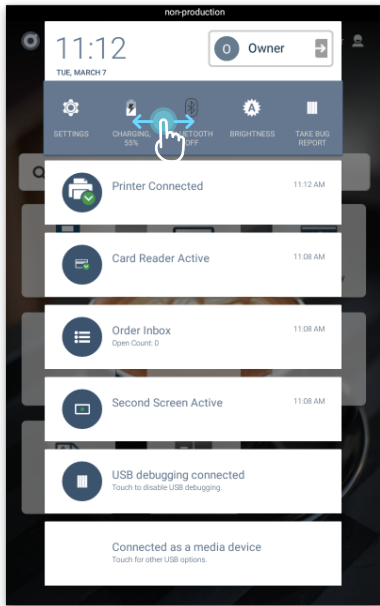 non-production
11:12
TUE, MARCH 7
O Owner
SETTINGS
CHARGING,
55%
BLUETOOTH
OFF
BRIGHTNESS
TAKE BUG
REPORT
Printer Connected
11:12 AM
Card Reader Active
11:08 AM
Order Inbox
11:08 AM
Open Count: 0
Second Screen Active
11:08 AM
USB debugging connected
Touch to disable USB debugging.
Connected as a media device
Touch for other USB options.